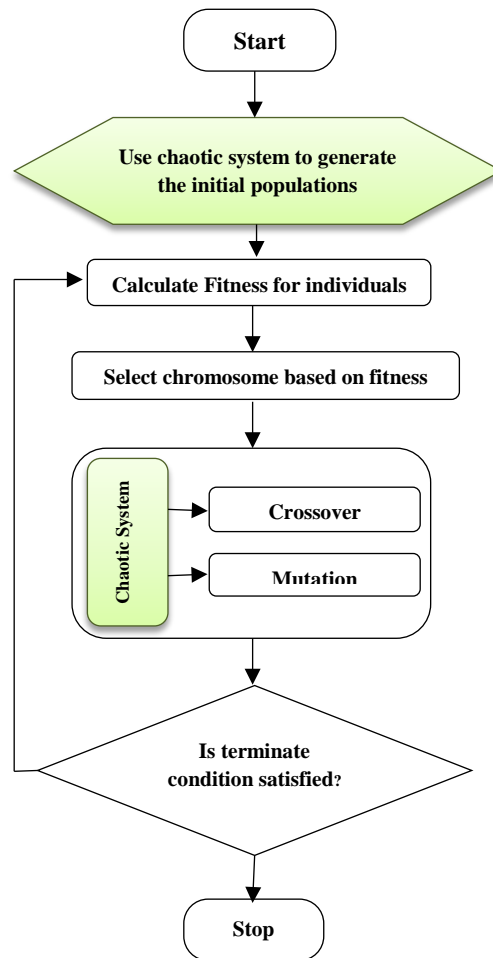 Start
Use chaotic system to generate
the initial populations
Calculate Fitness for individuals
Select chromosome based on fitness
Chaotic System
Crossover
Mutation
Is terminate
condition satisfied?
Stop